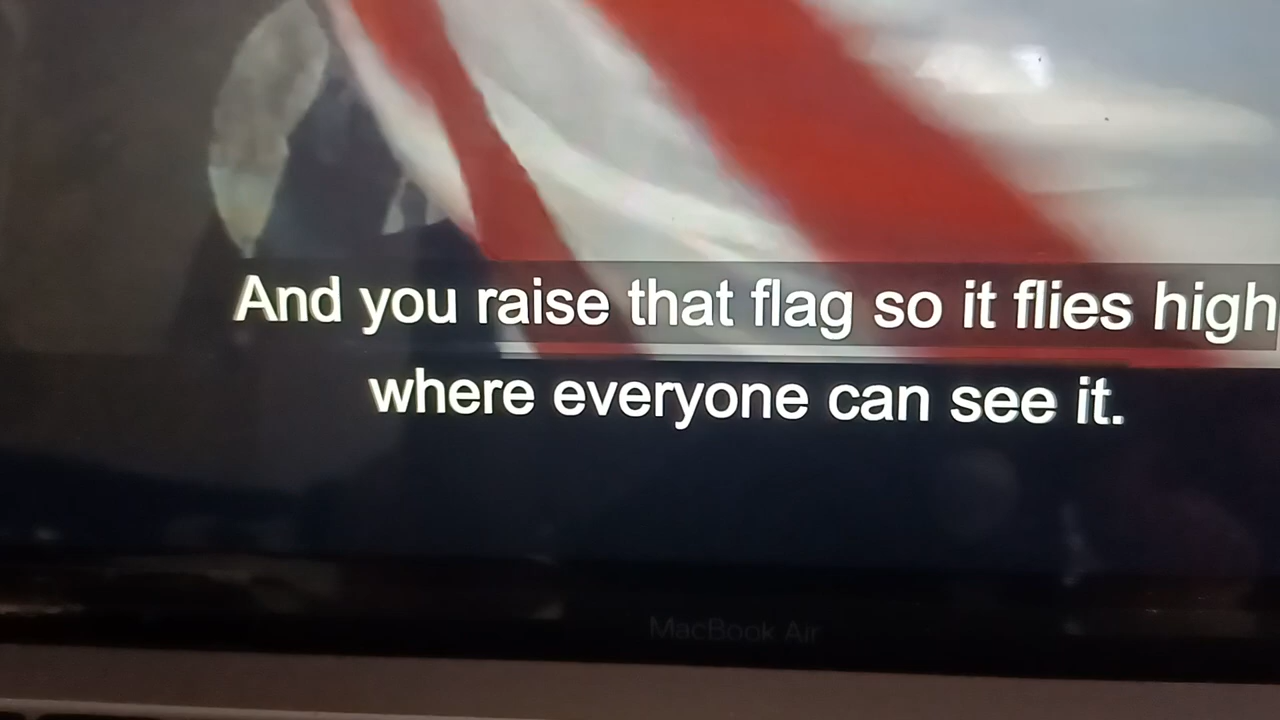 And you raise that flag so it flies high
where everyone can see it.
MacBook Air